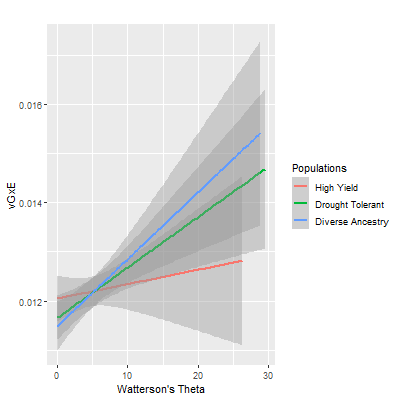 0.016
0.014
0.012
vGxE
0
10
20
30
Watterson's Theta
Populations
High Yield
Drought Tolerant
Diverse Ancestry